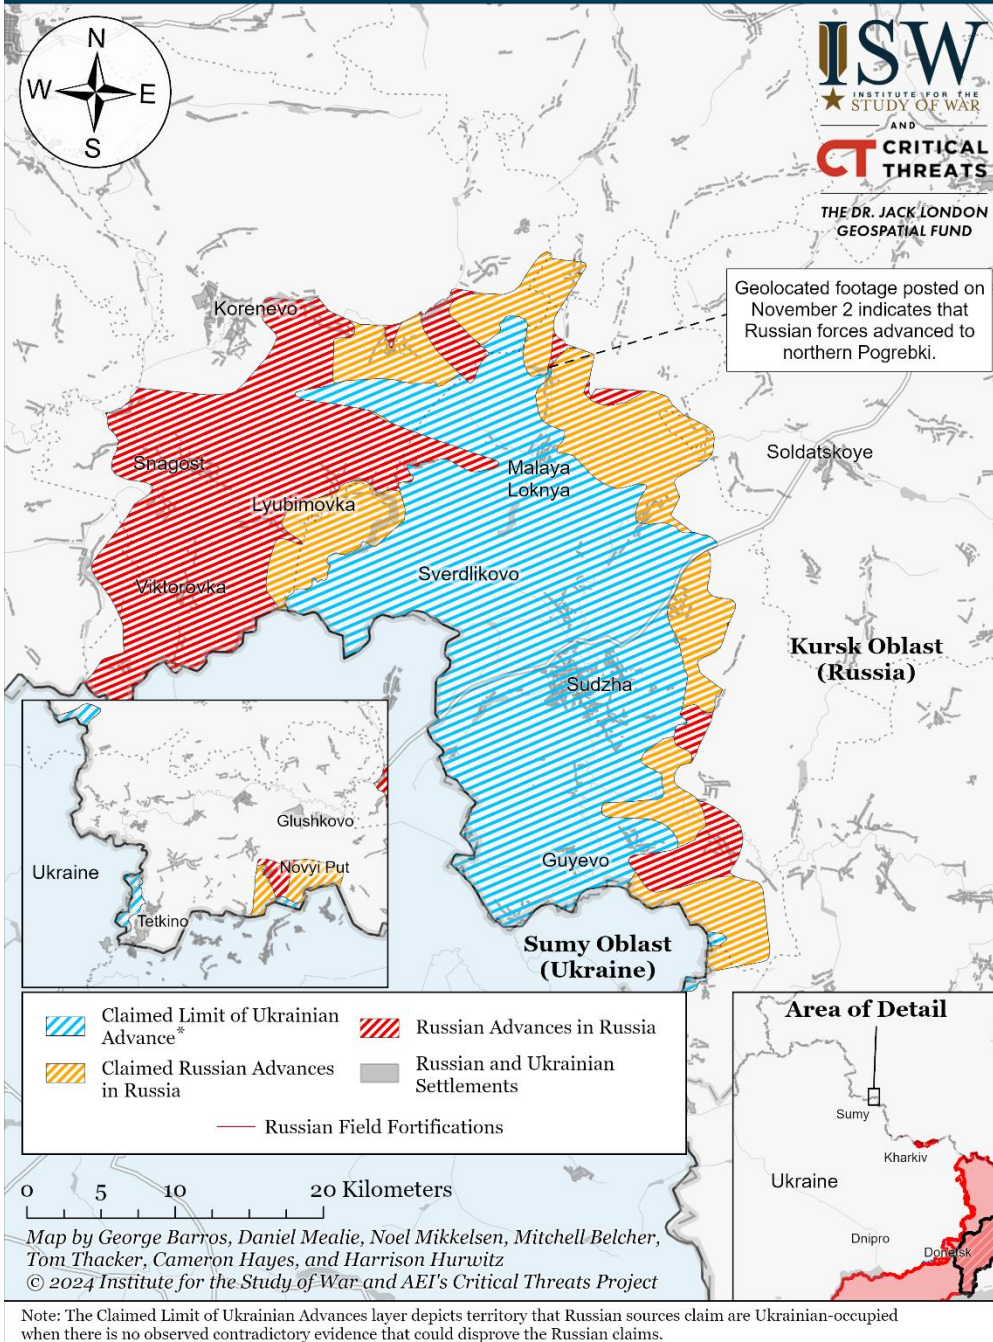 N
W
E
S
ISW
INSTITUTE FOR THE
STUDY OF WAR
AND
CT CRITICAL
THREATS
THE DR. JACK LONDON
GEOSPATIAL FUND
Geolocated footage posted on
November 2 indicates that
Russian forces advanced to
northern Pogrebki.
Korenevo
Soldatskoye
Snagost
Malaya
Loknya
Lyubimovka
Sverdlikovo
Viktorovka
Kursk Oblast
(Russia)
Sudzha
Glushkovo
Ukraine
Novyi Put
Guyevo
Tetkino
Sumy Oblast
(Ukraine)
Claimed Limit of Ukrainian
Advance*
Russian Advances in Russia
Claimed Russian Advances
in Russia
Russian and Ukrainian
Settlements
Russian Field Fortifications
Area of Detail
Sumy
Kharkiv
Ukraine
Dnipro
Donetsk
0 5 10 20 Kilometers
Map by George Barros, Daniel Mealie, Noel Mikkelsen, Mitchell Belcher,
Tom Thacker, Cameron Hayes, and Harrison Hurwitz
© 2024 Institute for the Study of War and AEI's Critical Threats Project
Note: The Claimed Limit of Ukrainian Advances layer depicts territory that Russian sources claim are Ukrainian-occupied
when there is no observed contradictory evidence that could disprove the Russian claims.